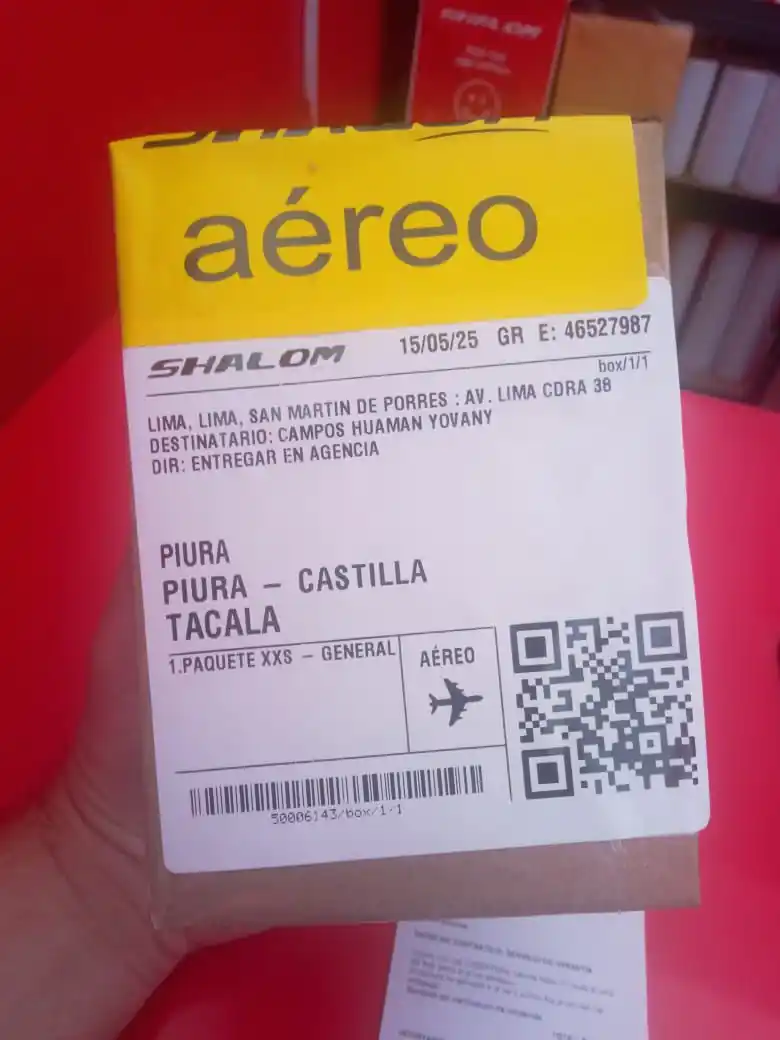 SHALOM
SHALOM
aéreo
SHALOM 15/05/25 GR E: 46527987
box/1/1
LIMA, LIMA, SAN MARTIN DE PORRES : AV. LIMA CDRA 38
DESTINATARIO: CAMPOS HUAMAN YOVANY
DIR: ENTREGAR EN AGENCIA
PIURA
PIURA - CASTILLA
TACALA
1.PAQUETE XXS - GENERAL
AÉREO
50006143/box/1/1